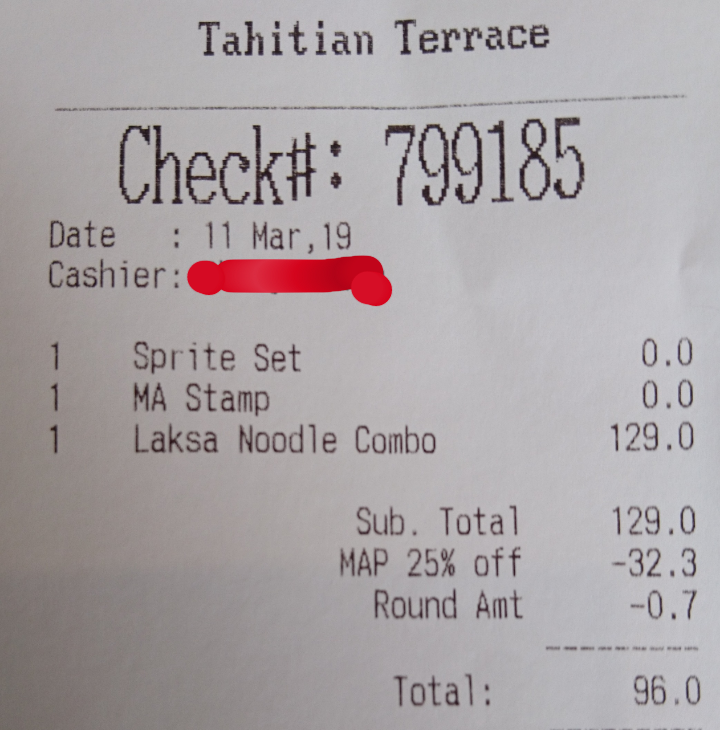 Tahitian Terrace
Check#: 799185
Date : 11 Mar,19
Cashier:
1 Sprite Set 0.0
1 MA Stamp 0.0
1 Laksa Noodle Combo 129.0
Sub. Total 129.0
MAP 25% off -32.3
Round Amt -0.7
Total: 96.0